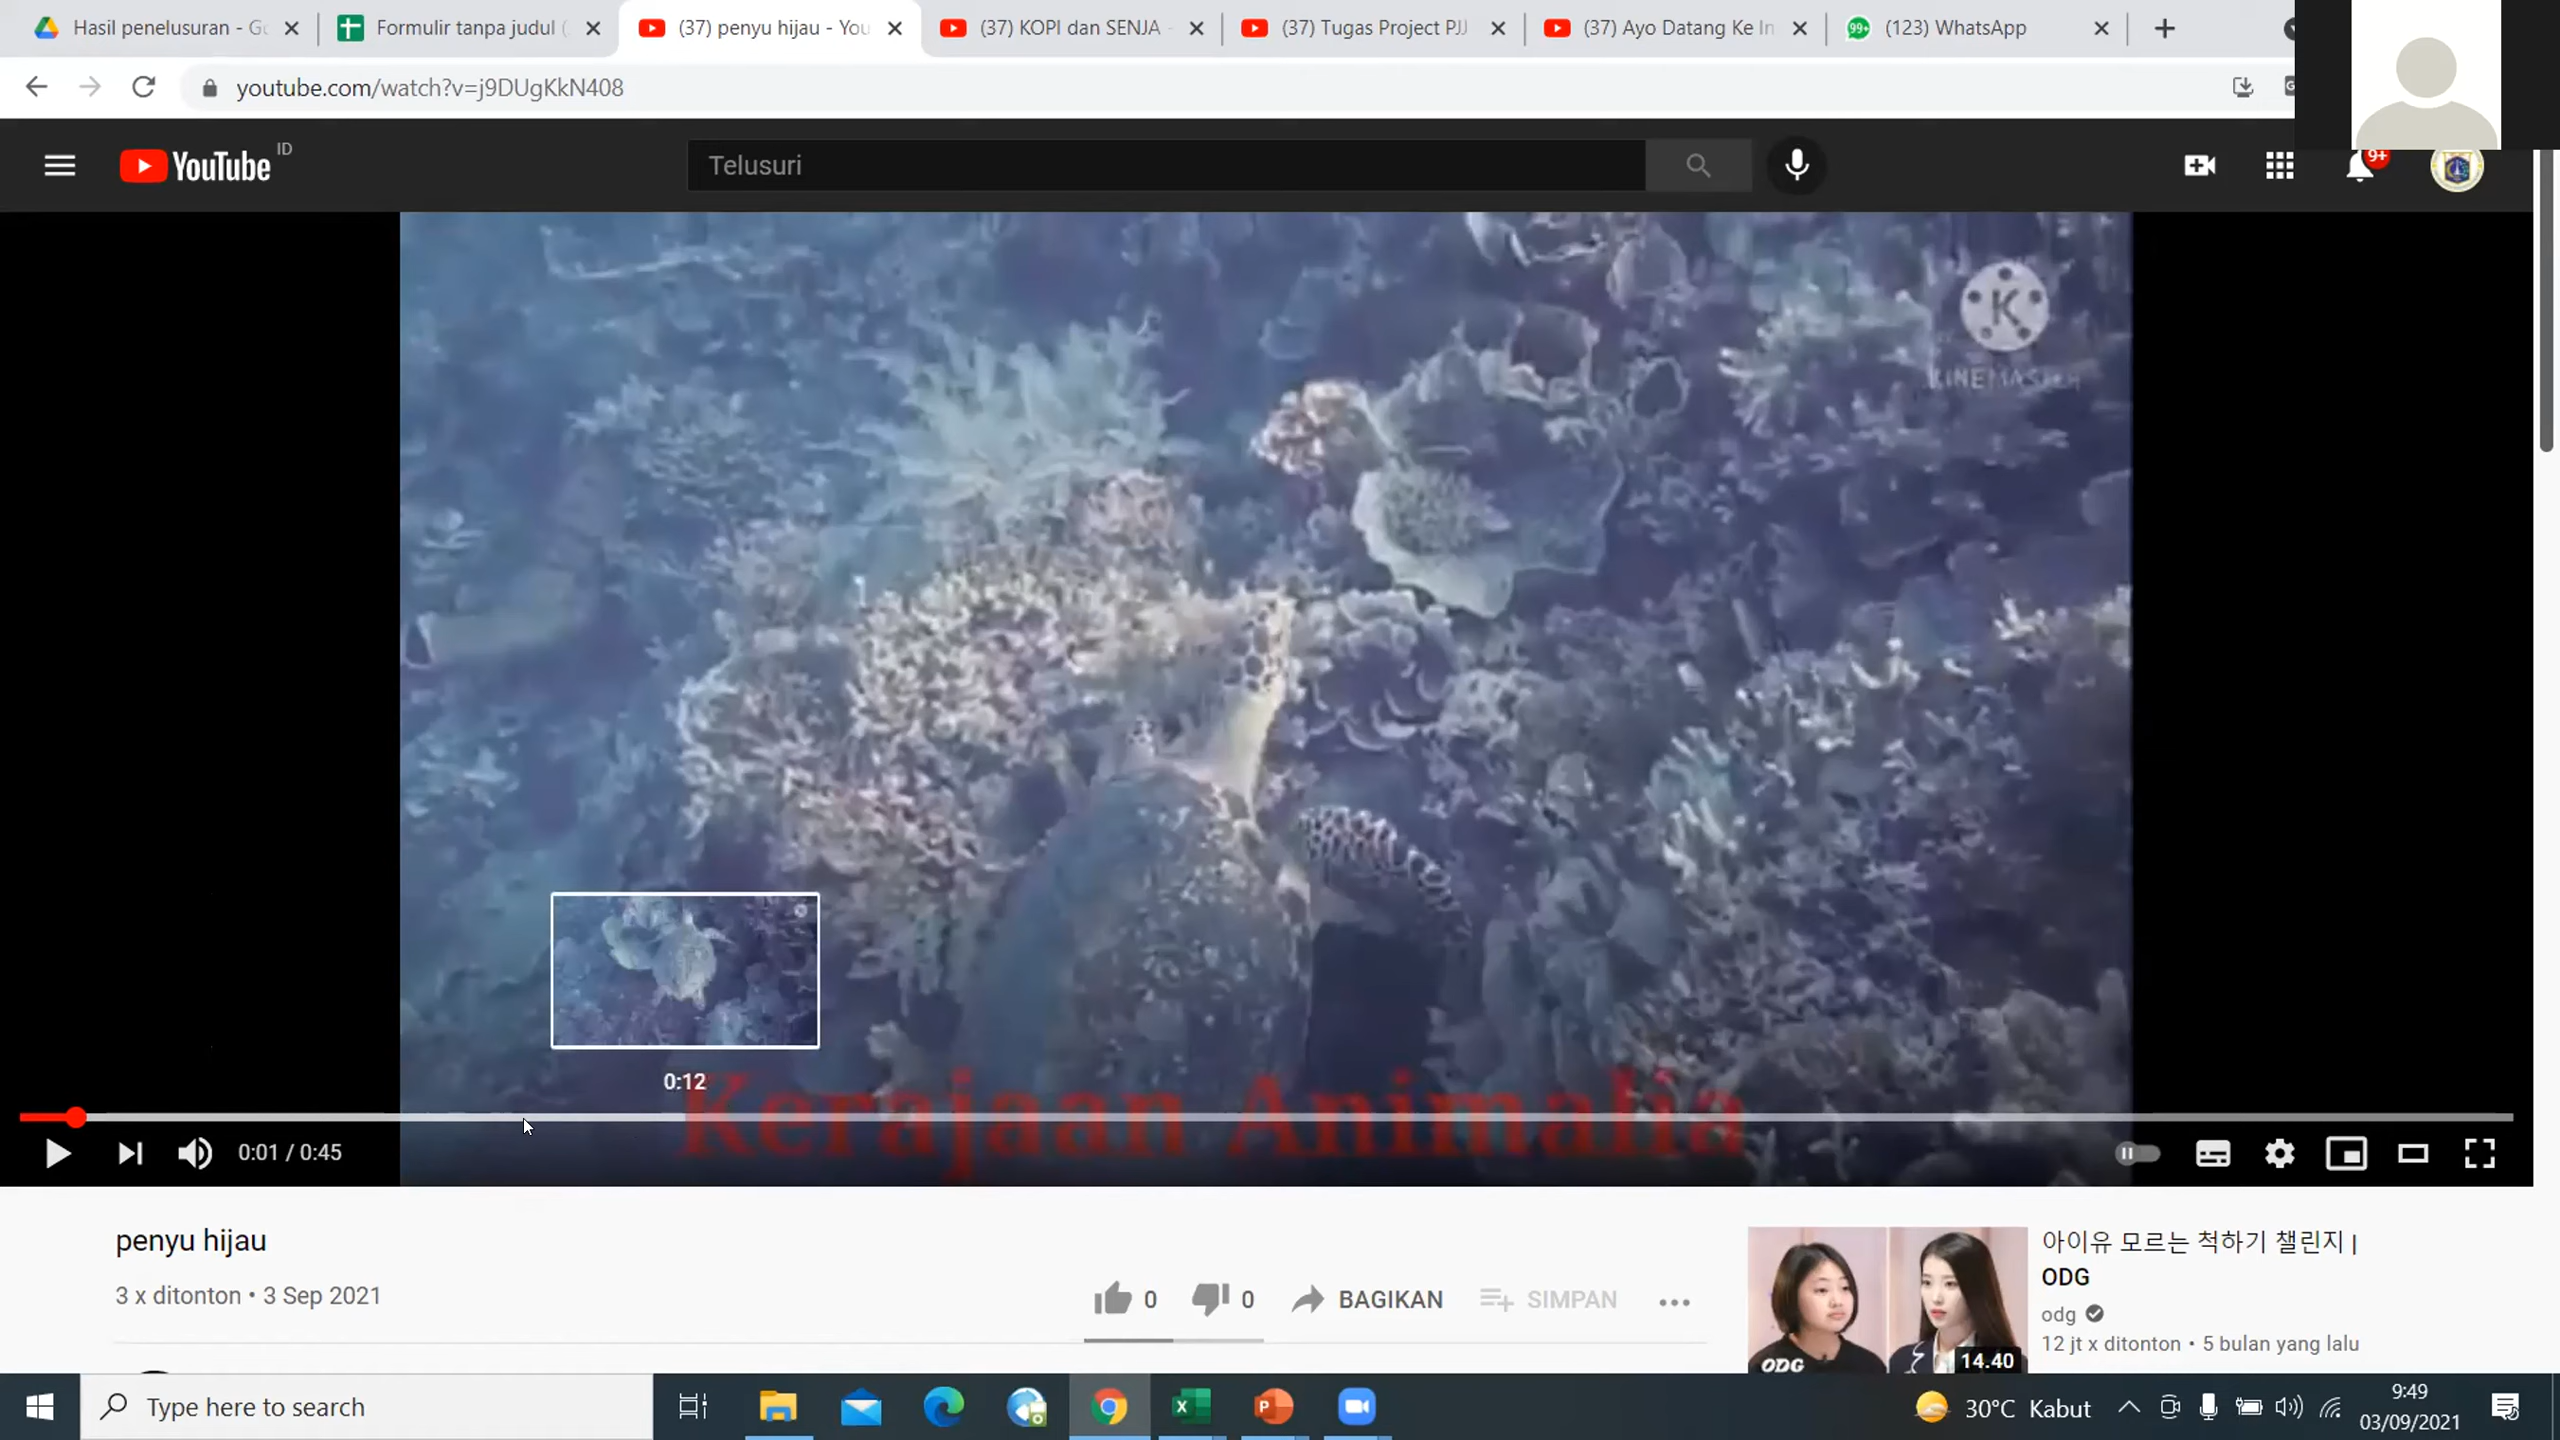 Hasil penelusuran - Go
Formulir tanpa judul (
(37) penyu hijau - You
(37) KOPI dan SENJA -
(37) Tugas Project PJJ
(37) Ayo Datang Ke In
99+
(123) WhatsApp
youtube.com/watch?v=j9DUgKkN408
YouTube ID
Telusuri
9+
K
KINEMASTER
0:12
Kerajaan Animalia
0:01 / 0:45
penyu hijau
3 x ditonton • 3 Sep 2021
0
0
BAGIKAN
SIMPAN
아이유 모르는 척하기 챌린지 |
ODG
odg
12 jt x ditonton • 5 bulan yang lalu
ODG
14.40
Type here to search
30°C Kabut
9:49
03/09/2021